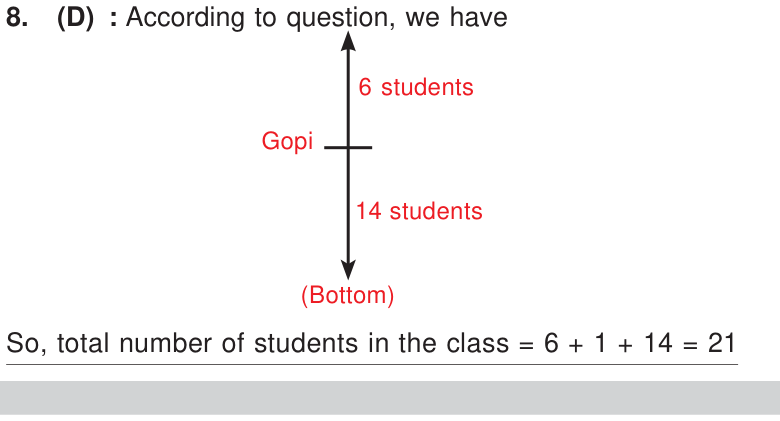 8. (D) : According to question, we have
6 students
Gopi
14 students
(Bottom)
So, total number of students in the class = 6 + 1 + 14 = 21